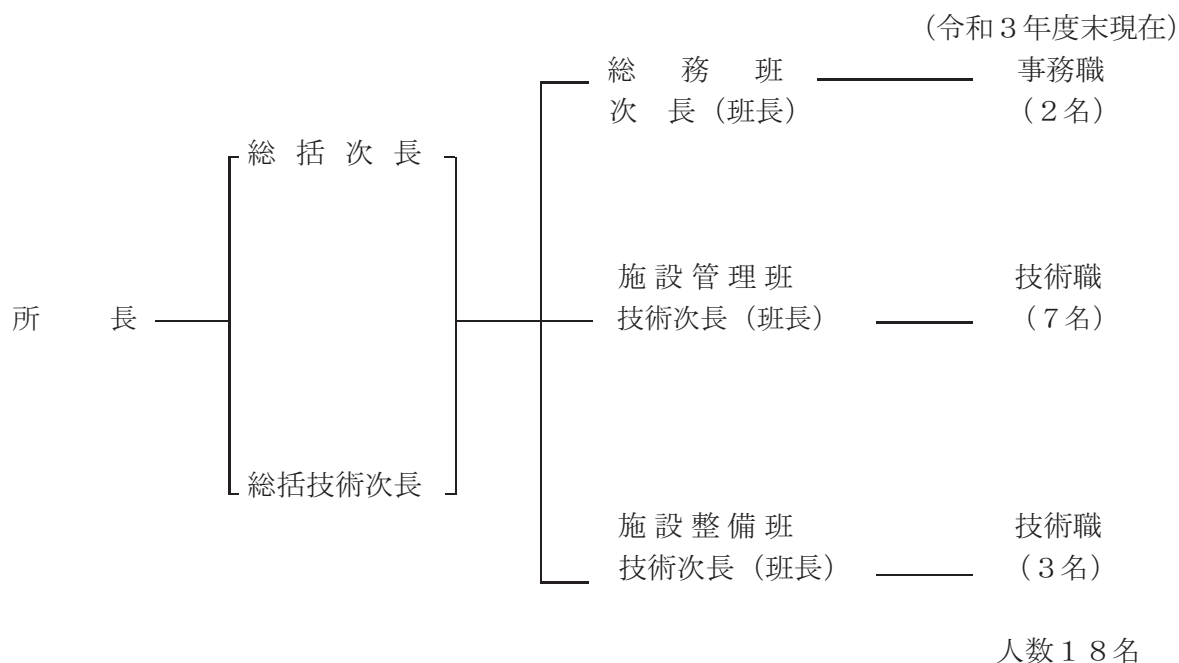 (令和３年度末現在)
総務班 事務職
次長（班長） （２名）
総括次長
施設管理班 技術職
所長 技術次長（班長） （７名）
総括技術次長
施設整備班 技術職
技術次長（班長） （３名）
人数１８名